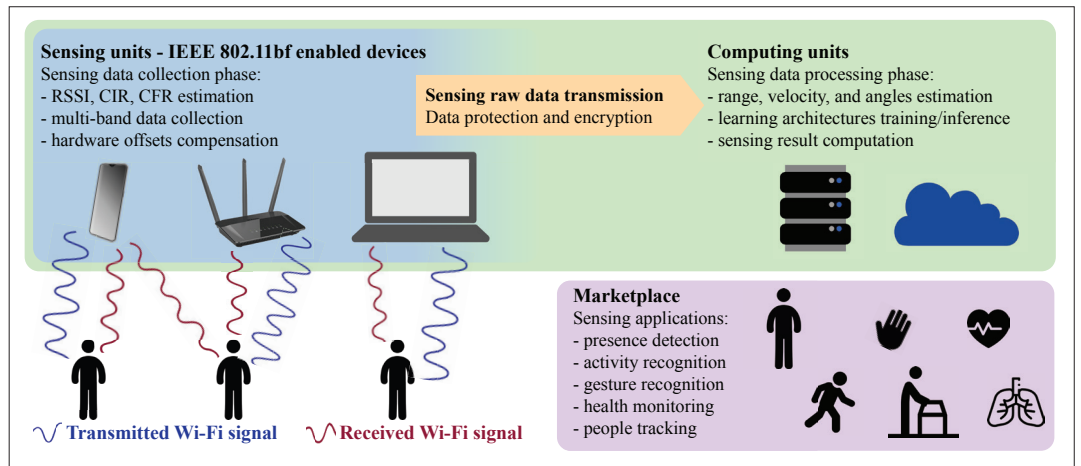 Sensing units - IEEE 802.11bf enabled devices
Sensing data collection phase:
- RSSI, CIR, CFR estimation
- multi-band data collection
- hardware offsets compensation
Sensing raw data transmission
Data protection and encryption
Computing units
Sensing data processing phase:
- range, velocity, and angles estimation
- learning architectures training/inference
- sensing result computation
Marketplace
Sensing applications:
- presence detection
- activity recognition
- gesture recognition
- health monitoring
- people tracking
Transmitted Wi-Fi signal
Received Wi-Fi signal